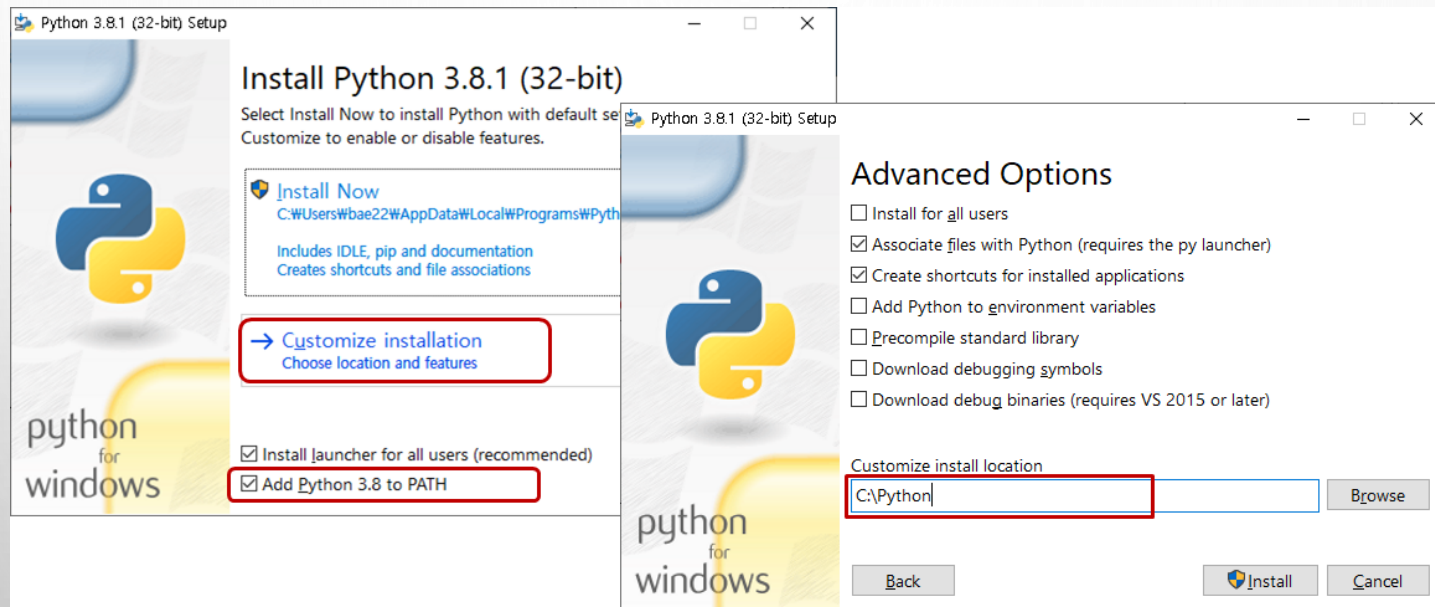 Python 3.8.1 (32-bit) Setup
Install Python 3.8.1 (32-bit)
Select Install Now to install Python with default se
Customize to enable or disable features.
Install Now
C:₩Users₩bae22₩AppData₩Local₩Programs₩Pyth
Includes IDLE, pip and documentation
Creates shortcuts and file associations
→ Customize installation
Choose location and features
Install launcher for all users (recommended)
Add Python 3.8 to PATH
python
for
windows
Python 3.8.1 (32-bit) Setup
Advanced Options
Install for all users
Associate files with Python (requires the py launcher)
Create shortcuts for installed applications
Add Python to environment variables
Precompile standard library
Download debugging symbols
Download debug binaries (requires VS 2015 or later)
Customize install location
C:\Python
Browse
python
for
windows
Back
Install
Cancel